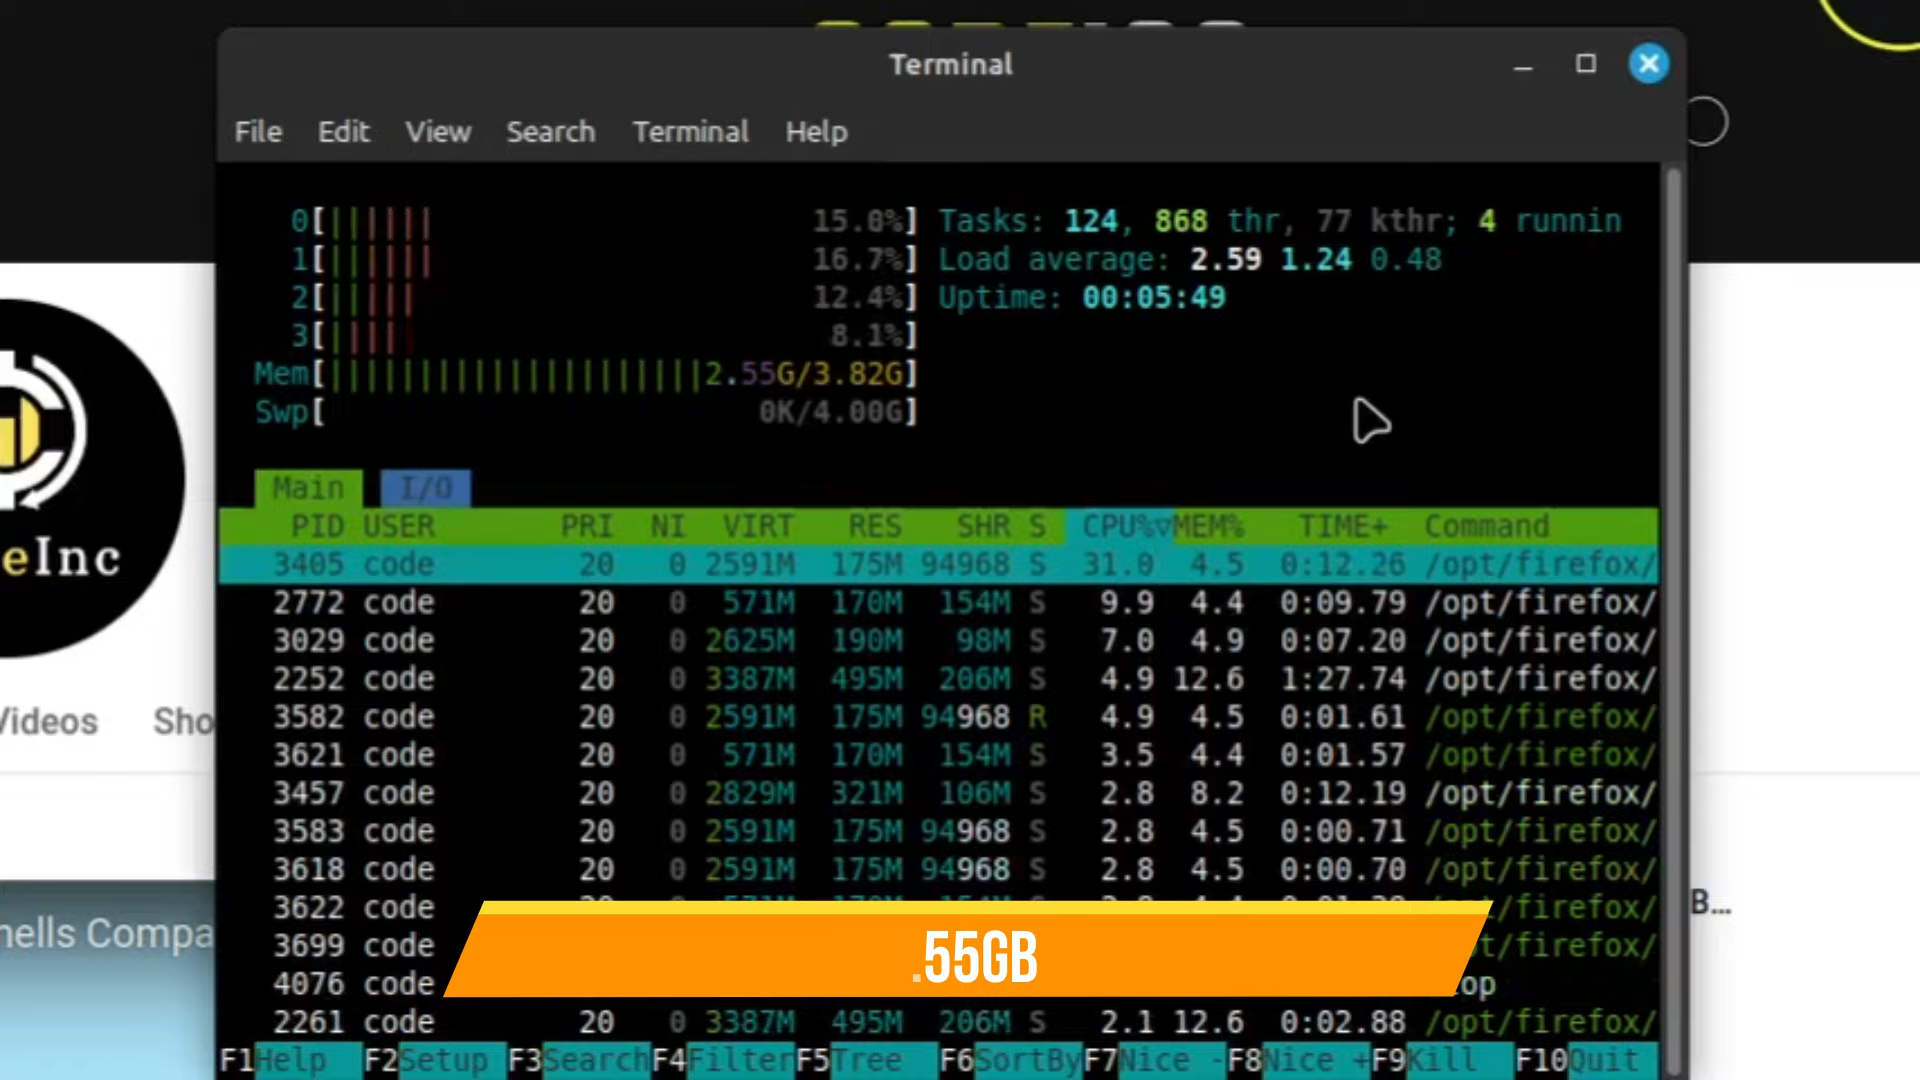 Terminal
File Edit View Search Terminal Help
0[|||||| 15.0%] Tasks: 124, 868 thr, 77 kthr; 4 runnin
1[|||||| 16.7%] Load average: 2.59 1.24 0.48
2[||||| 12.4%] Uptime: 00:05:49
3[||||| 8.1%]
Mem[|||||||||||||||||||||2.55G/3.82G]
Swp[ 0K/4.00G]
Main I/O
PID USER PRI NI VIRT RES SHR S CPU%▽MEM% TIME+ Command
3405 code 20 0 2591M 175M 94968 S 31.0 4.5 0:12.26 /opt/firefox/
2772 code 20 0 571M 170M 154M S 9.9 4.4 0:09.79 /opt/firefox/
3029 code 20 0 2625M 190M 98M S 7.0 4.9 0:07.20 /opt/firefox/
2252 code 20 0 3387M 495M 206M S 4.9 12.6 1:27.74 /opt/firefox/
3582 code 20 0 2591M 175M 94968 R 4.9 4.5 0:01.61 /opt/firefox/
3621 code 20 0 571M 170M 154M S 3.5 4.4 0:01.57 /opt/firefox/
3457 code 20 0 2829M 321M 106M S 2.8 8.2 0:12.19 /opt/firefox/
3583 code 20 0 2591M 175M 94968 S 2.8 4.5 0:00.71 /opt/firefox/
3618 code 20 0 2591M 175M 94968 S 2.8 4.5 0:00.70 /opt/firefox/
3622 code t/firefox/
3699 code t/firefox/
4076 code op
2261 code 20 0 3387M 495M 206M S 2.1 12.6 0:02.88 /opt/firefox/
F1Help F2Setup F3SearchF4FilterF5Tree F6SortByF7Nice -F8Nice +F9Kill F10Quit
.55GB
eInc
Videos Sho
hells Compa
B...